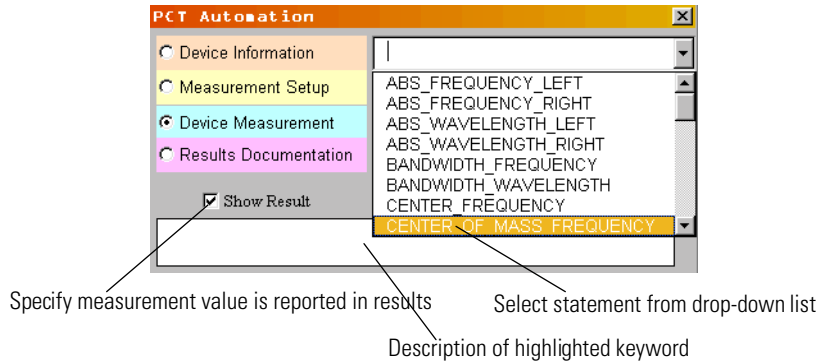 PCT Automation
Device Information
Measurement Setup
Device Measurement
Results Documentation
Show Result
ABS_FREQUENCY_LEFT
ABS_FREQUENCY_RIGHT
ABS_WAVELENGTH_LEFT
ABS_WAVELENGTH_RIGHT
BANDWIDTH_FREQUENCY
BANDWIDTH_WAVELENGTH
CENTER_FREQUENCY
CENTER_OF_MASS_FREQUENCY
Specify measurement value is reported in results
Select statement from drop-down list
Description of highlighted keyword